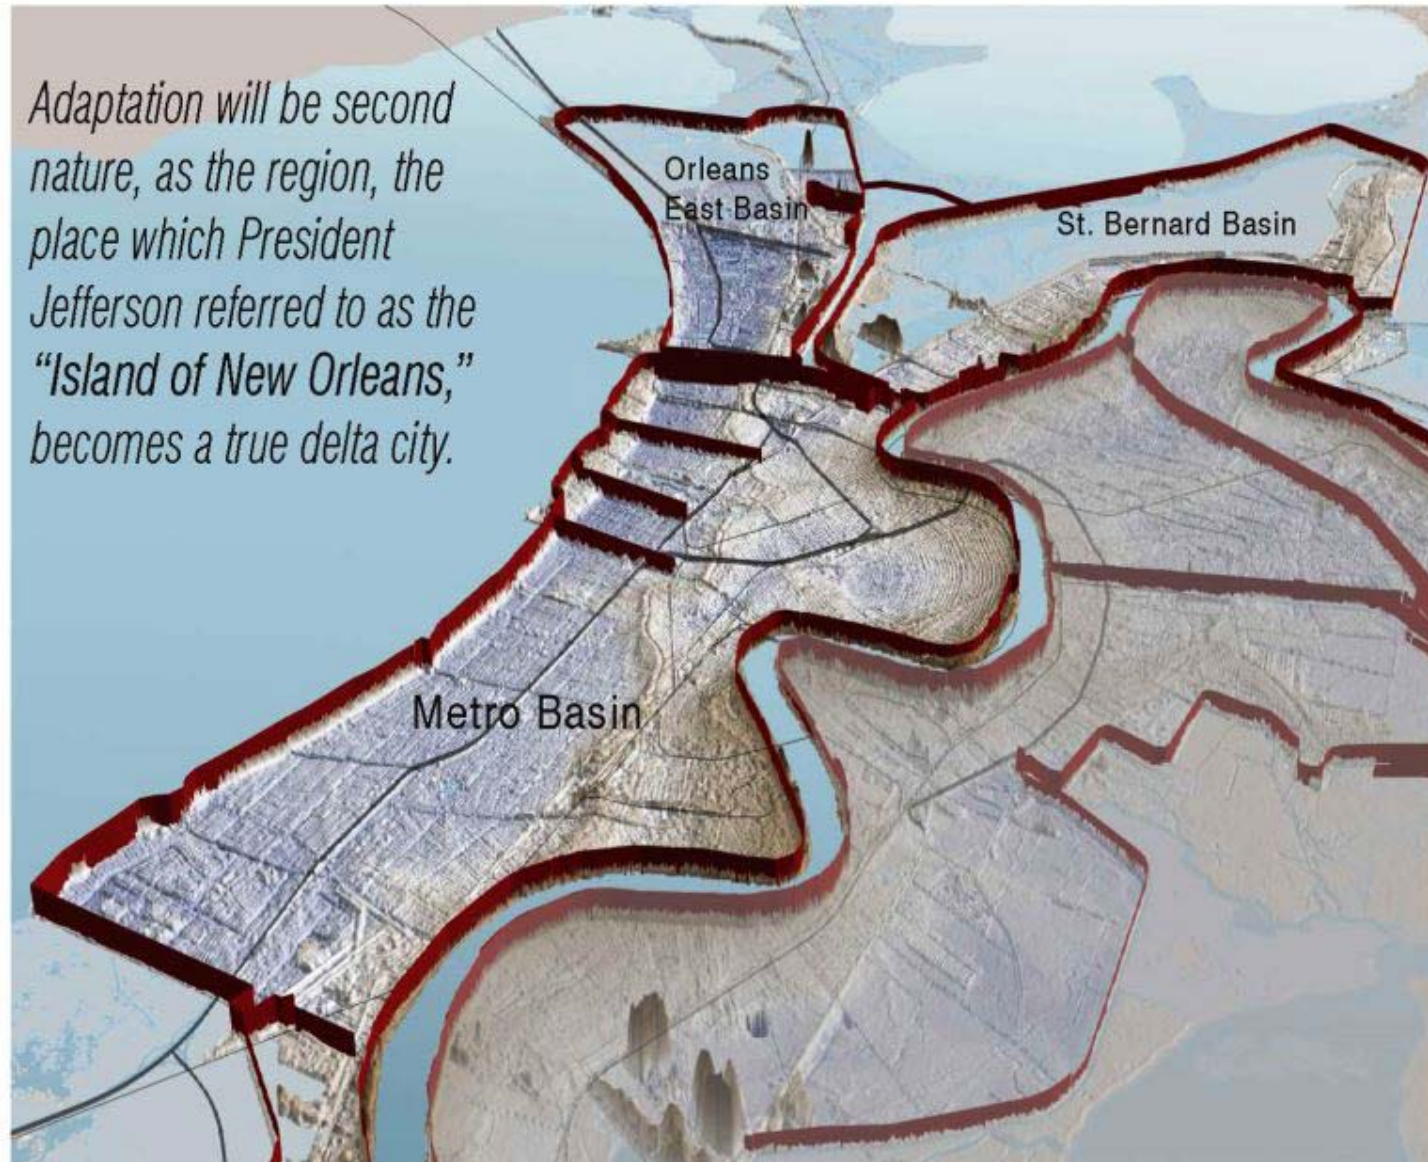 Adaptation will be second
nature, as the region, the
place which President
Jefferson referred to as the
“Island of New Orleans,”
becomes a true delta city.
Orleans
East Basin
St. Bernard Basin
Metro Basin